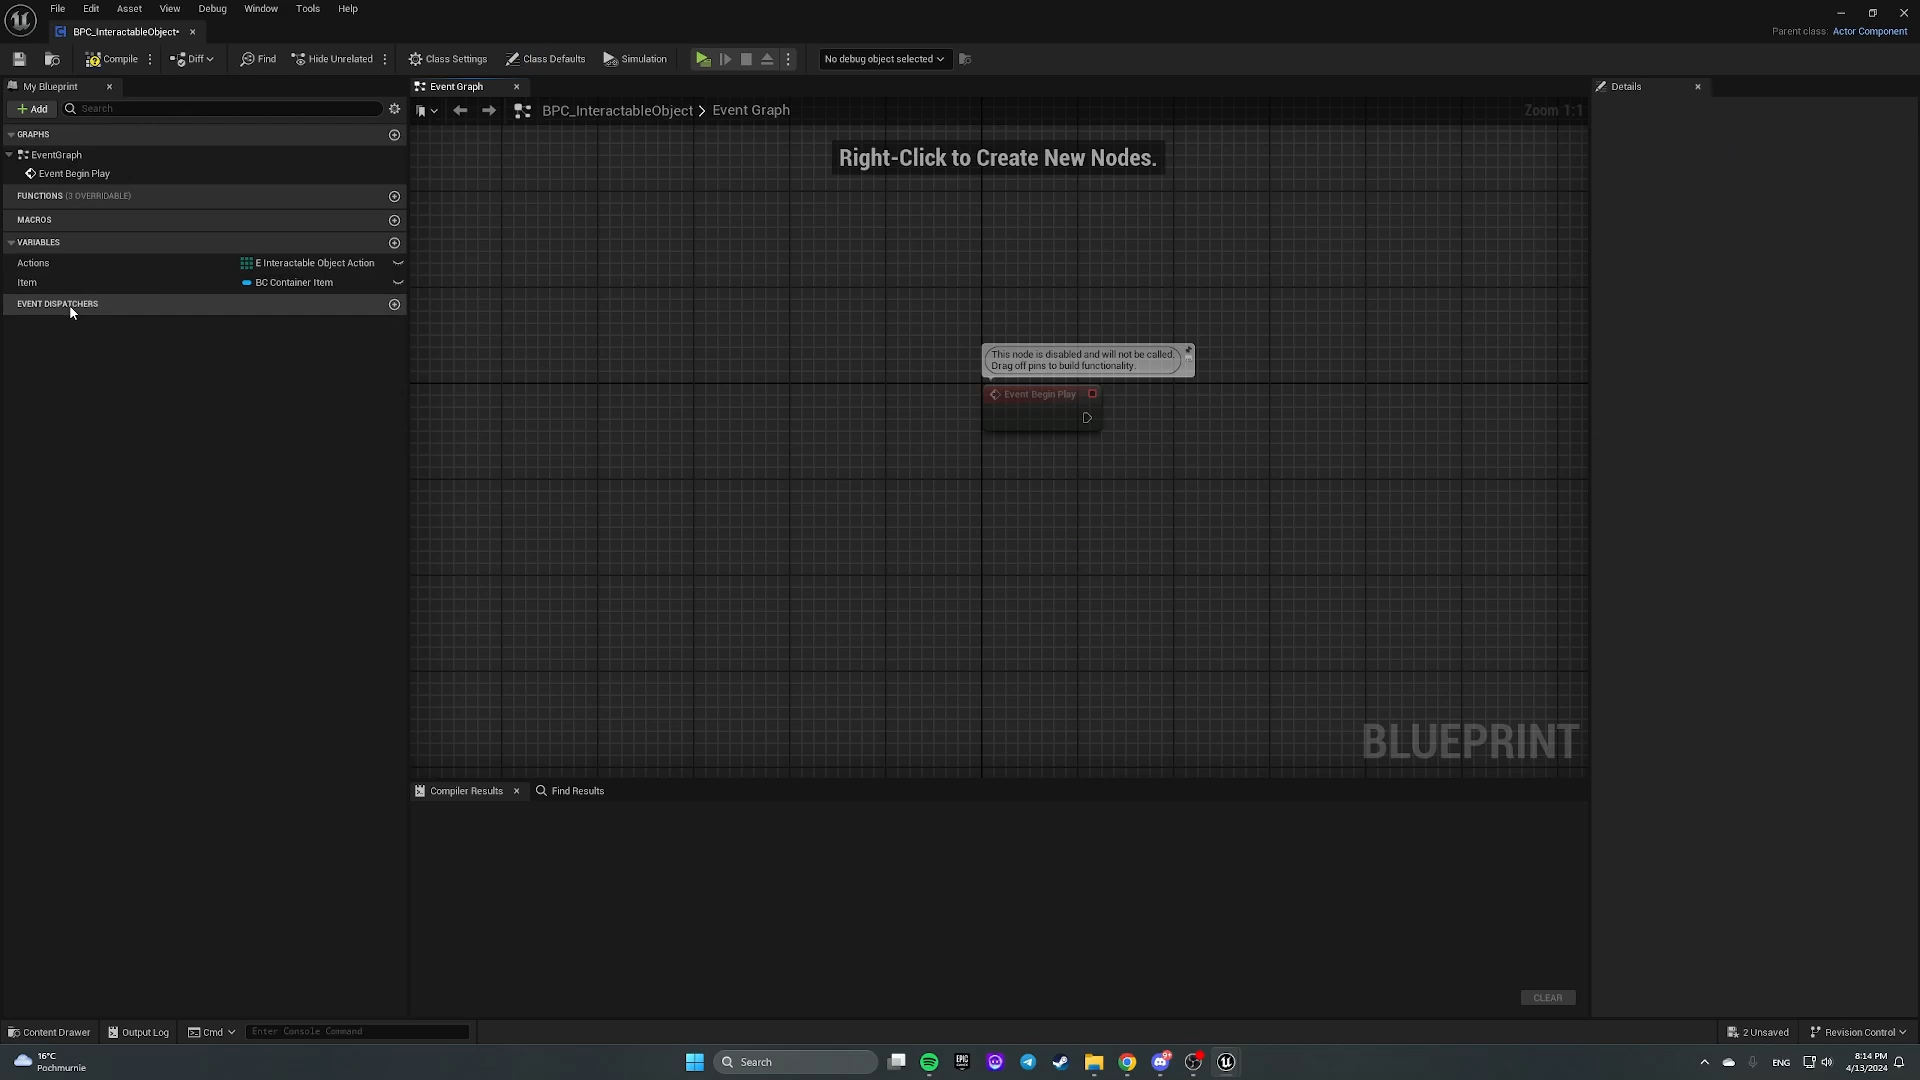 File Edit Asset View Debug Window Tools Help
BPC_InteractableObject•
Parent class: Actor Component
Compile Diff Find Hide Unrelated Class Settings Class Defaults Simulation No debug object selected
My Blueprint
Event Graph
Details
Add Search
BPC_InteractableObject > Event Graph
Zoom 1:1
GRAPHS
EventGraph
Event Begin Play
FUNCTIONS (3 OVERRIDABLE)
MACROS
VARIABLES
Actions E Interactable Object Action
Item BC Container Item
EVENT DISPATCHERS
Right-Click to Create New Nodes.
This node is disabled and will not be called.
Drag off pins to build functionality.
Event Begin Play
BLUEPRINT
Compiler Results Find Results
CLEAR
Content Drawer Output Log Cmd Enter Console Command
2 Unsaved Revision Control
16°C
Pochmurnie
Search
ENG
8:14 PM
4/13/2024